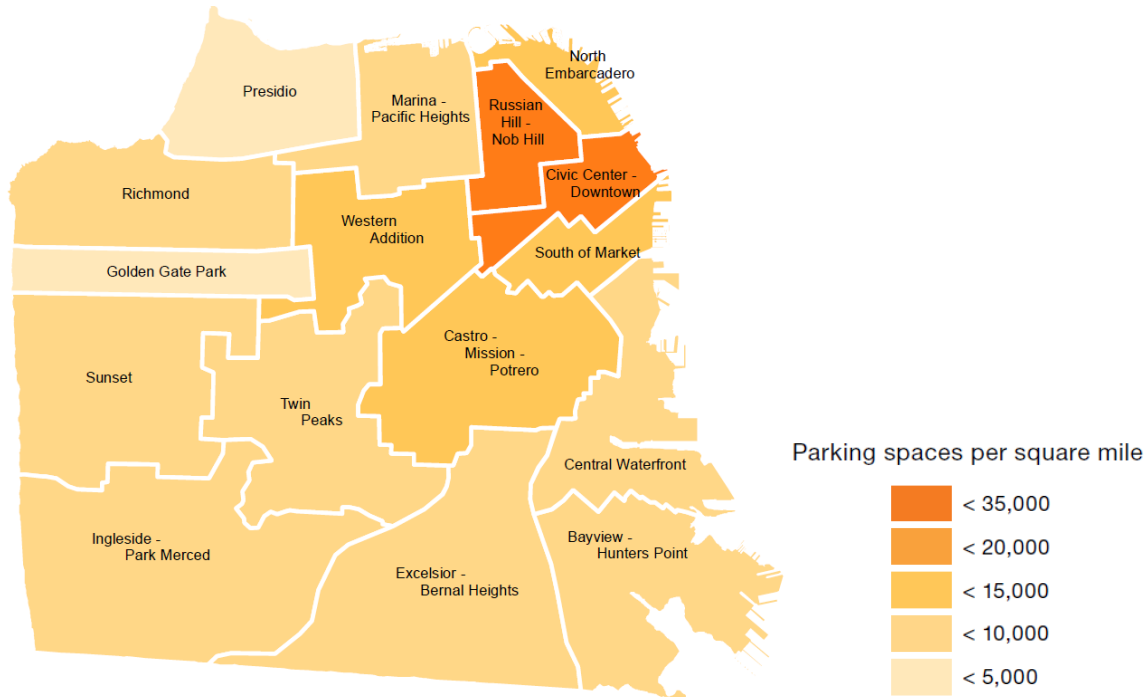 North
Embarcadero
Presidio
Marina -
Pacific Heights
Russian
Hill -
Nob Hill
Civic Center -
Downtown
Richmond
Western
Addition
South of Market
Golden Gate Park
Castro -
Mission -
Potrero
Sunset
Twin
Peaks
Central Waterfront
Ingleside -
Park Merced
Bayview -
Hunters Point
Excelsior -
Bernal Heights
Parking spaces per square mile
< 35,000
< 20,000
< 15,000
< 10,000
< 5,000